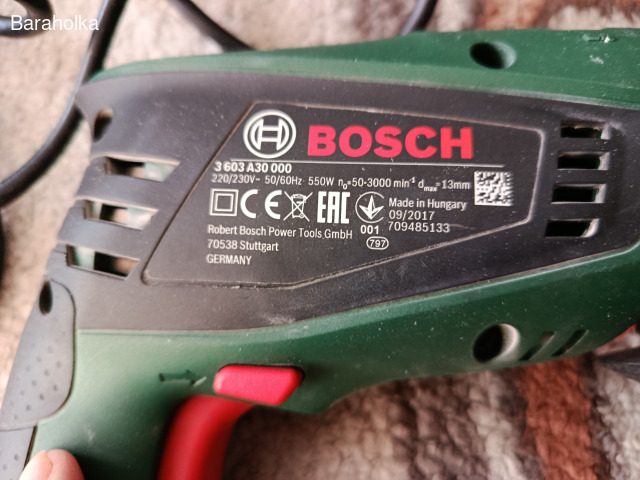 Baraholka
BOSCH
3 603 A30 000
220/230V~ 50/60Hz 550W n₀=50-3000 min⁻¹ dmax=13mm
CE EAC
Made in Hungary
09/2017
001 709485133
797
Robert Bosch Power Tools GmbH
70538 Stuttgart
GERMANY